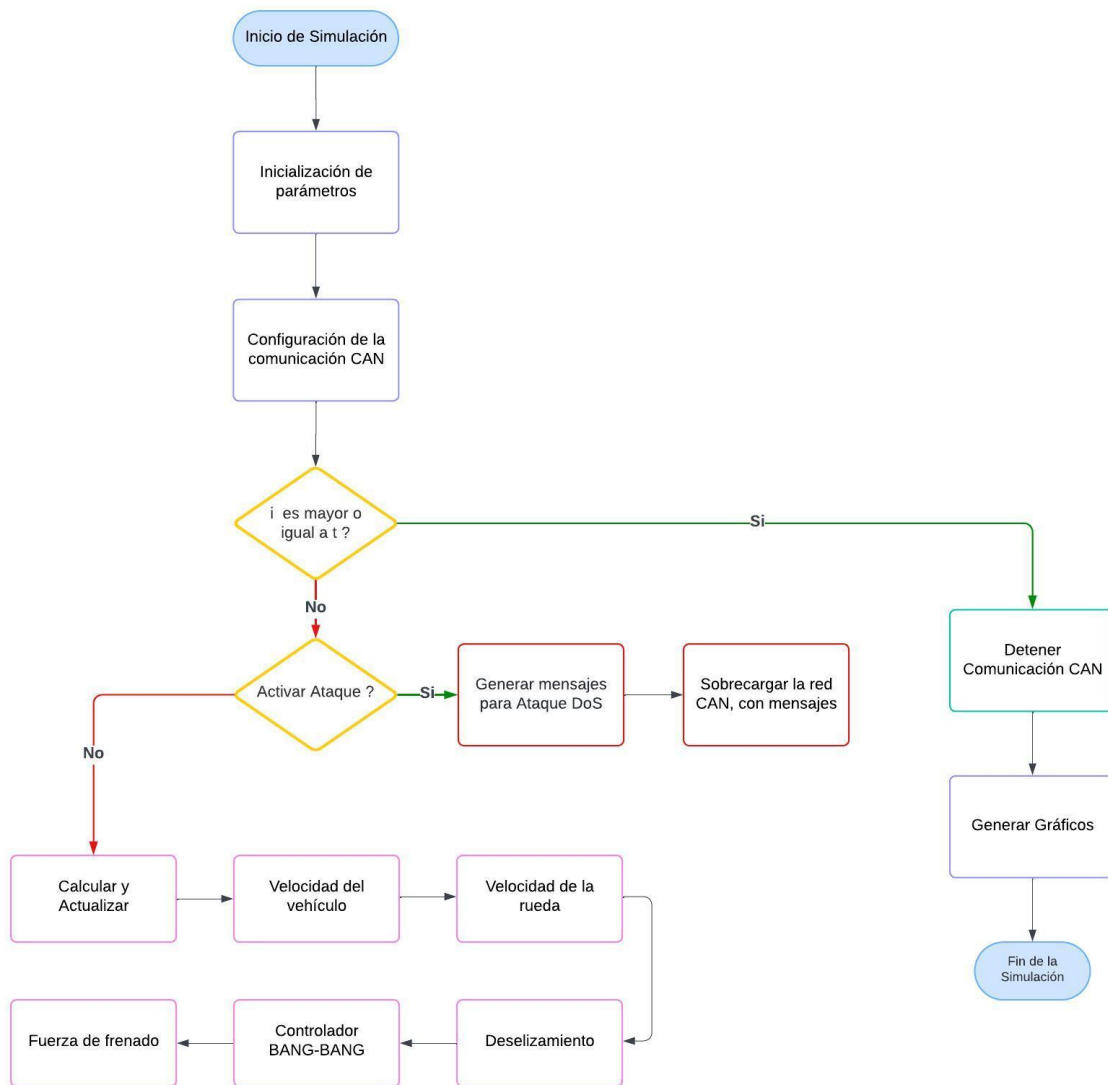 Inicio de Simulación
Inicialización de
parámetros
Configuración de la
comunicación CAN
i es mayor o
igual a t ?
Si
No
Activar Ataque ?
Si
Generar mensajes
para Ataque DoS
Sobrecargar la red
CAN, con mensajes
Detener
Comunicación CAN
No
Generar Gráficos
Calcular y
Actualizar
Velocidad del
vehículo
Velocidad de la
rueda
Fin de la
Simulación
Fuerza de frenado
Controlador
BANG-BANG
Deselizamiento